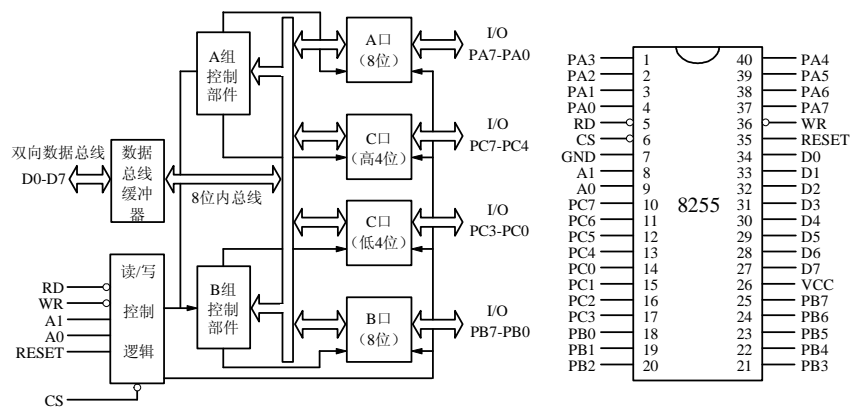 A组
控制
部件
A口
(8位)
I/O
PA7-PA0
C口
(高4位)
I/O
PC7-PC4
双向数据总线
D0-D7
数据
总线
缓冲
器
8位内总线
C口
(低4位)
I/O
PC3-PC0
读/写
控制
逻辑
RD
WR
A1
A0
RESET
CS
B组
控制
部件
B口
(8位)
I/O
PB7-PB0
8255
PA3 1 40 PA4
PA2 2 39 PA5
PA1 3 38 PA6
PA0 4 37 PA7
RD 5 36 WR
CS 6 35 RESET
GND 7 34 D0
A1 8 33 D1
A0 9 32 D2
PC7 10 31 D3
PC6 11 30 D4
PC5 12 29 D5
PC4 13 28 D6
PC0 14 27 D7
PC1 15 26 VCC
PC2 16 25 PB7
PC3 17 24 PB6
PB0 18 23 PB5
PB1 19 22 PB4
PB2 20 21 PB3